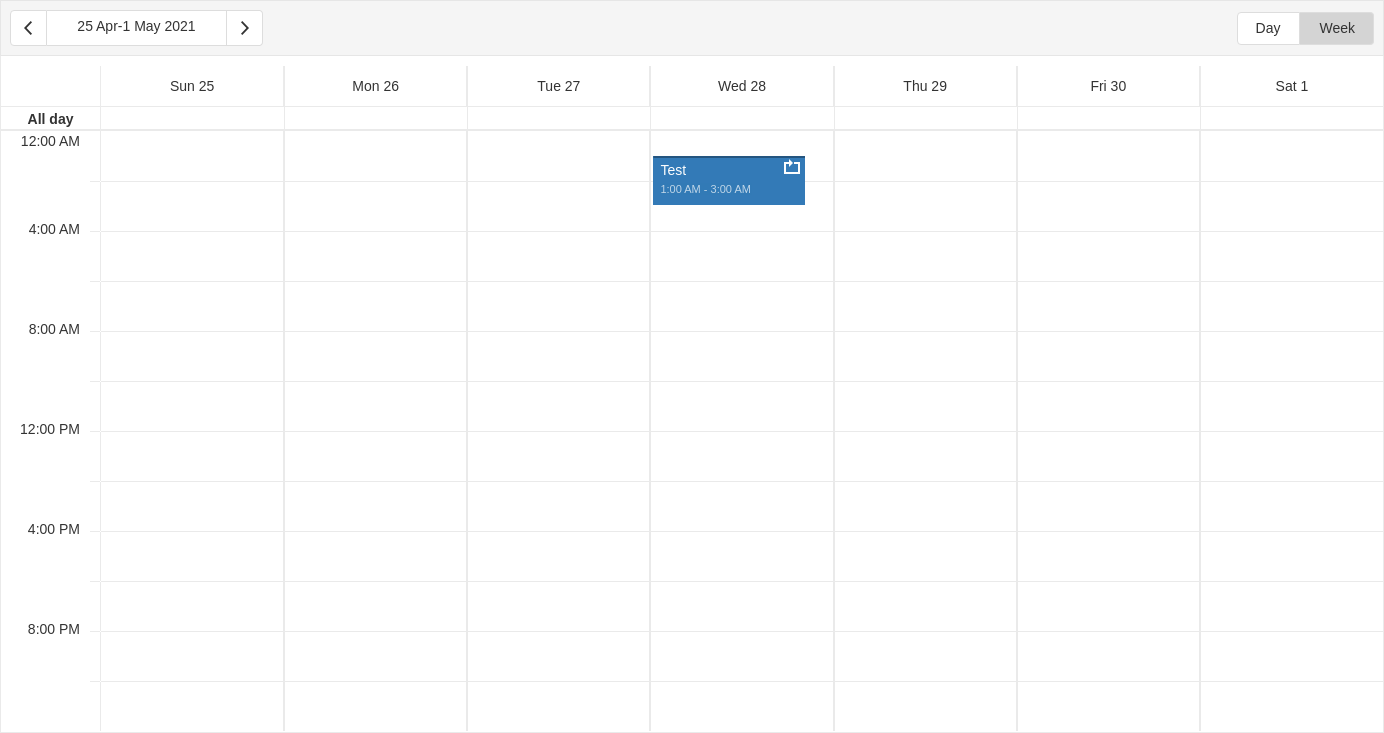 25 Apr-1 May 2021
Day Week
Sun 25 Mon 26 Tue 27 Wed 28 Thu 29 Fri 30 Sat 1
All day
12:00 AM
Test
1:00 AM - 3:00 AM
4:00 AM
8:00 AM
12:00 PM
4:00 PM
8:00 PM